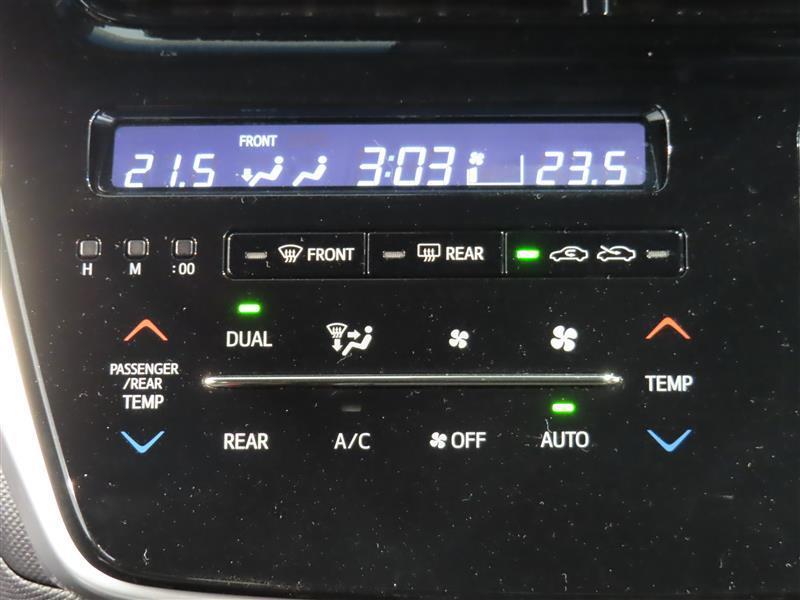 FRONT
21.5 3:03 23.5
H M :00 FRONT REAR
DUAL
PASSENGER
/REAR
TEMP
TEMP
REAR A/C OFF AUTO